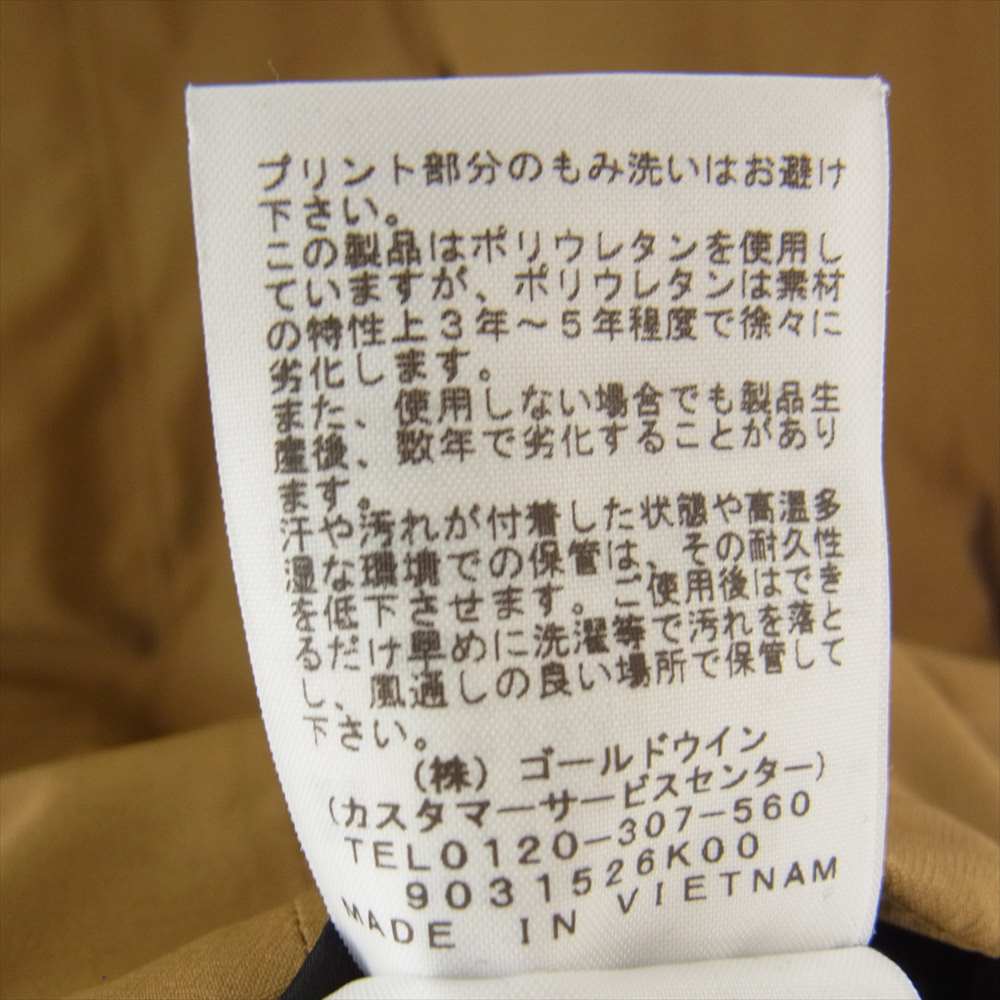 プリント部分のもみ洗いはお避け
下さい。
この製品はポリウレタンを使用し
ていますが、ポリウレタンは素材
の特性上3年～5年程度で徐々に
劣化します。
また、使用しない場合でも製品生
産後、数年で劣化することがあり
ます。
汗や汚れが付着した状態や高温多
湿な環境での保管は、その耐久性
を低下させます。ご使用後はでき
るだけ早めに洗濯等で汚れを落と
し、風通しの良い場所で保管して
下さい。
(株) ゴールドウイン
(カスタマーサービスセンター)
TEL0120-307-560
9031526K00
MADE IN VIETNAM